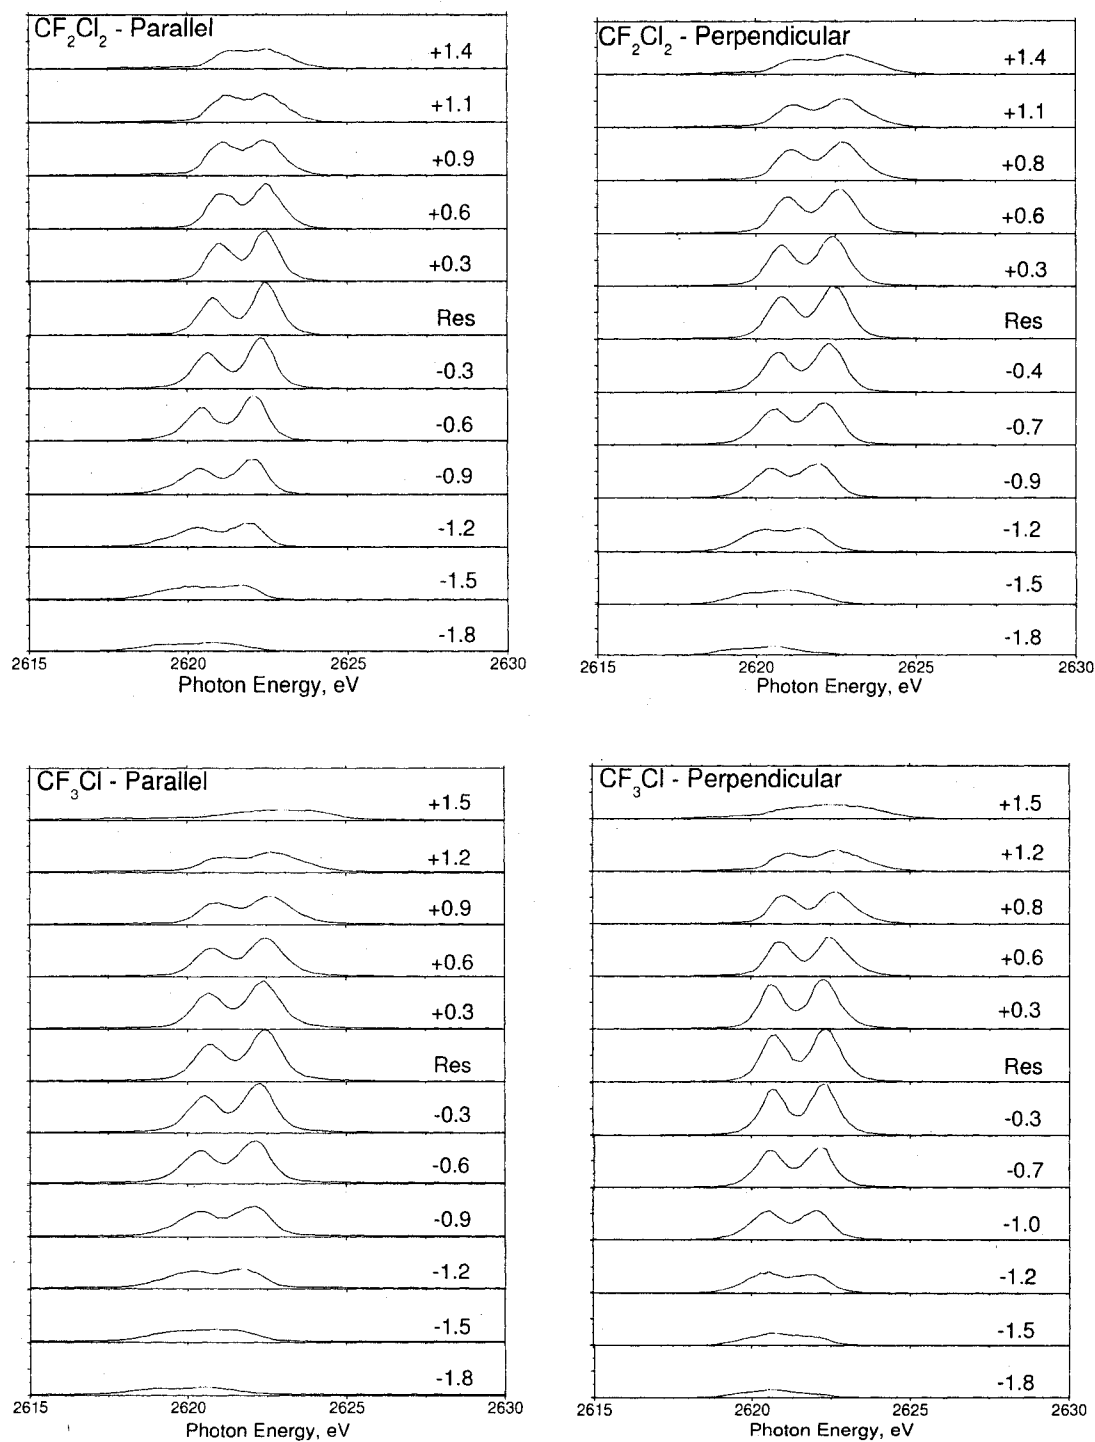 CF2Cl2 - Parallel
+1.4
+1.1
+0.9
+0.6
+0.3
Res
-0.3
-0.6
-0.9
-1.2
-1.5
-1.8
2615 2620 2625 2630
Photon Energy, eV
CF2Cl2 - Perpendicular
+1.4
+1.1
+0.8
+0.6
+0.3
Res
-0.4
-0.7
-0.9
-1.2
-1.5
-1.8
2615 2620 2625 2630
Photon Energy, eV
CF3Cl - Parallel
+1.5
+1.2
+0.9
+0.6
+0.3
Res
-0.3
-0.6
-0.9
-1.2
-1.5
-1.8
2615 2620 2625 2630
Photon Energy, eV
CF3Cl - Perpendicular
+1.5
+1.2
+0.8
+0.6
+0.3
Res
-0.3
-0.7
-1.0
-1.2
-1.5
-1.8
2615 2620 2625 2630
Photon Energy, eV